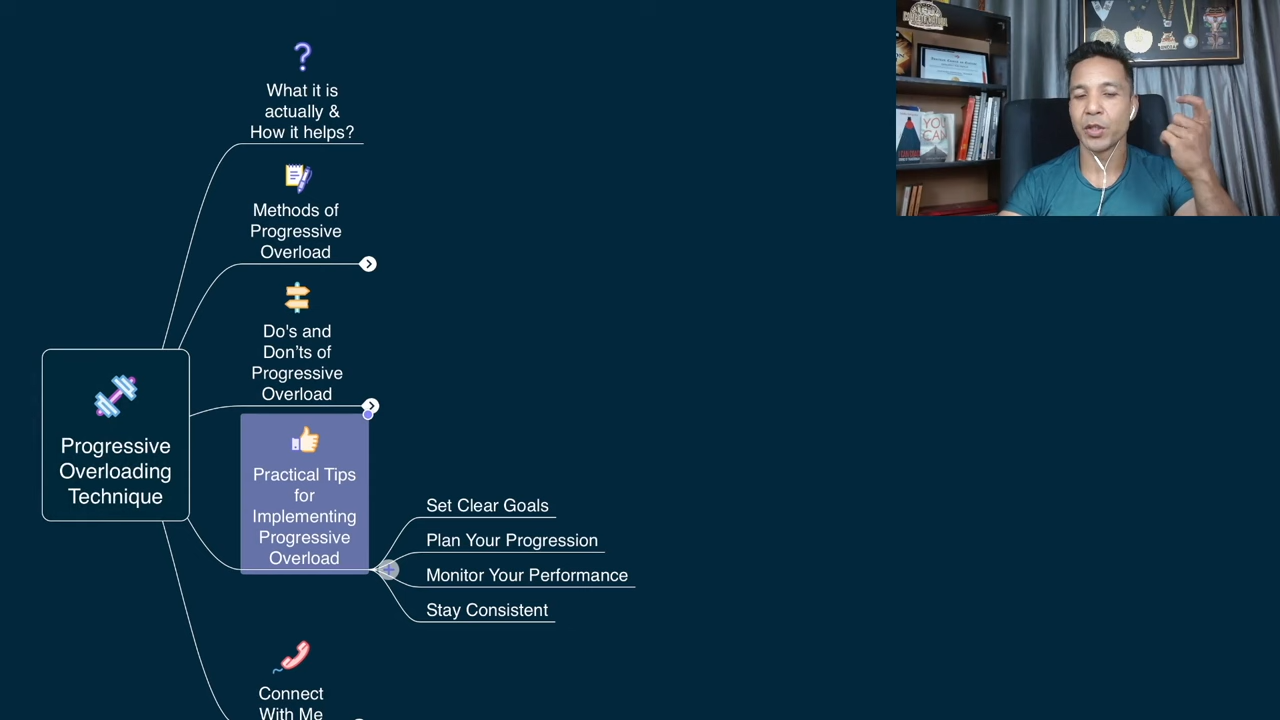 What it is
actually &
How it helps?
Methods of
Progressive
Overload
Do's and
Don'ts of
Progressive
Overload
Progressive
Overloading
Technique
Practical Tips
for
Implementing
Progressive
Overload
Set Clear Goals
Plan Your Progression
Monitor Your Performance
Stay Consistent
Connect
With Me
YOU
CAN